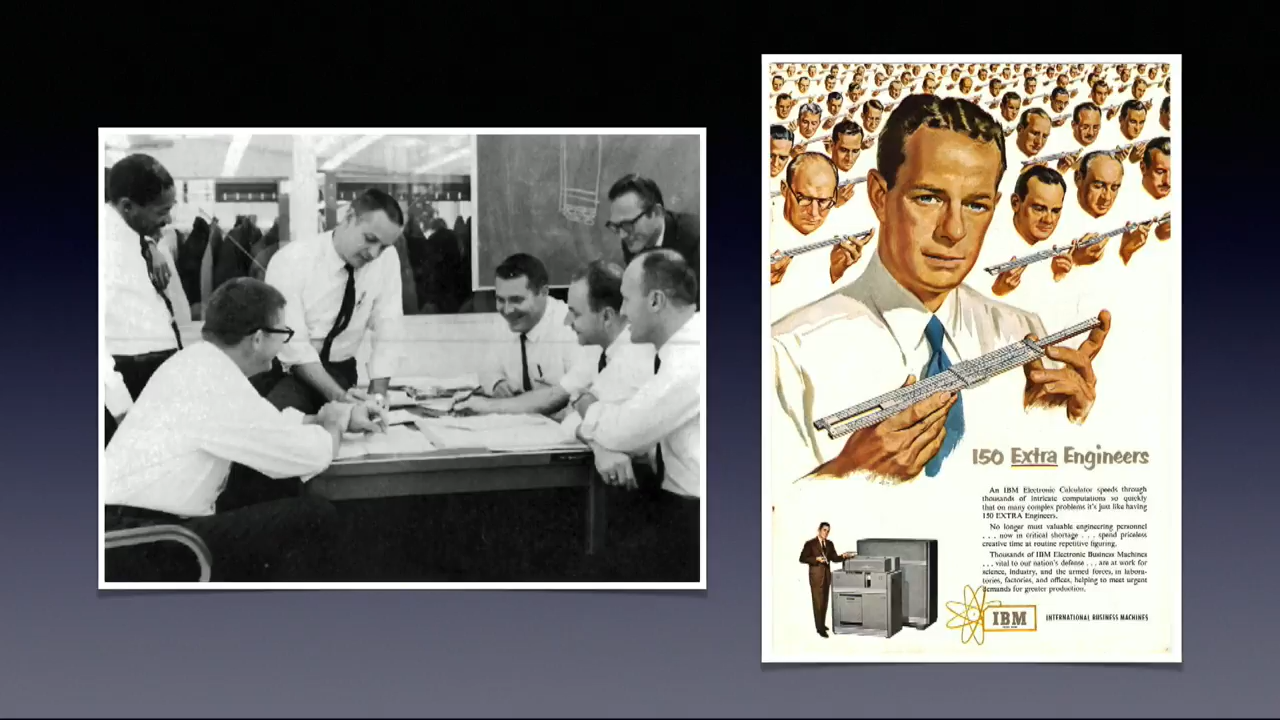 150 Extra Engineers
An IBM Electronic Calculator speeds through
thousands of intricate computations so quickly
that on many complex problems it's just like having
150 EXTRA Engineers.
No longer must valuable engineering personnel
. . . now in critical shortage . . . spend priceless
creative time at routine repetitive figuring.
Thousands of IBM Electronic Business Machines
. . . vital to our nation's defense . . . are at work for
science, industry, and the armed forces, in labora-
tories, factories, and offices, helping to meet urgent
demands for greater production.
IBM
INTERNATIONAL BUSINESS MACHINES